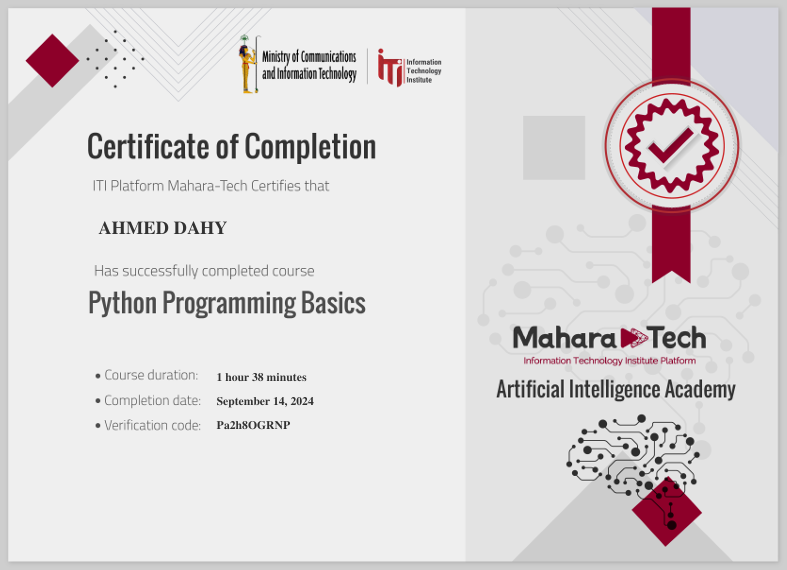 Ministry of Communications
and Information Technology
iTi
Information
Technology
Institute
Certificate of Completion
ITI Platform Mahara-Tech Certifies that
AHMED DAHY
Has successfully completed course
Python Programming Basics
• Course duration: 1 hour 38 minutes
• Completion date: September 14, 2024
• Verification code: Pa2h8OGRNP
Mahara Tech
Information Technology Institute Platform
Artificial Intelligence Academy